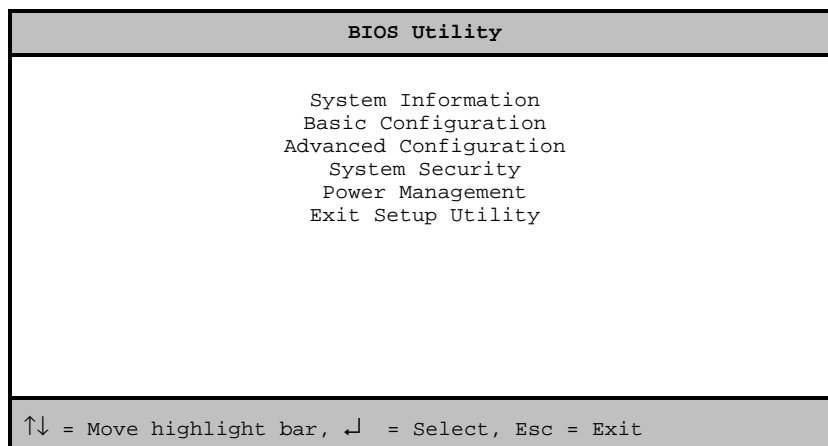 BIOS Utility
System Information
Basic Configuration
Advanced Configuration
System Security
Power Management
Exit Setup Utility
↑↓ = Move highlight bar, ↵ = Select, Esc = Exit